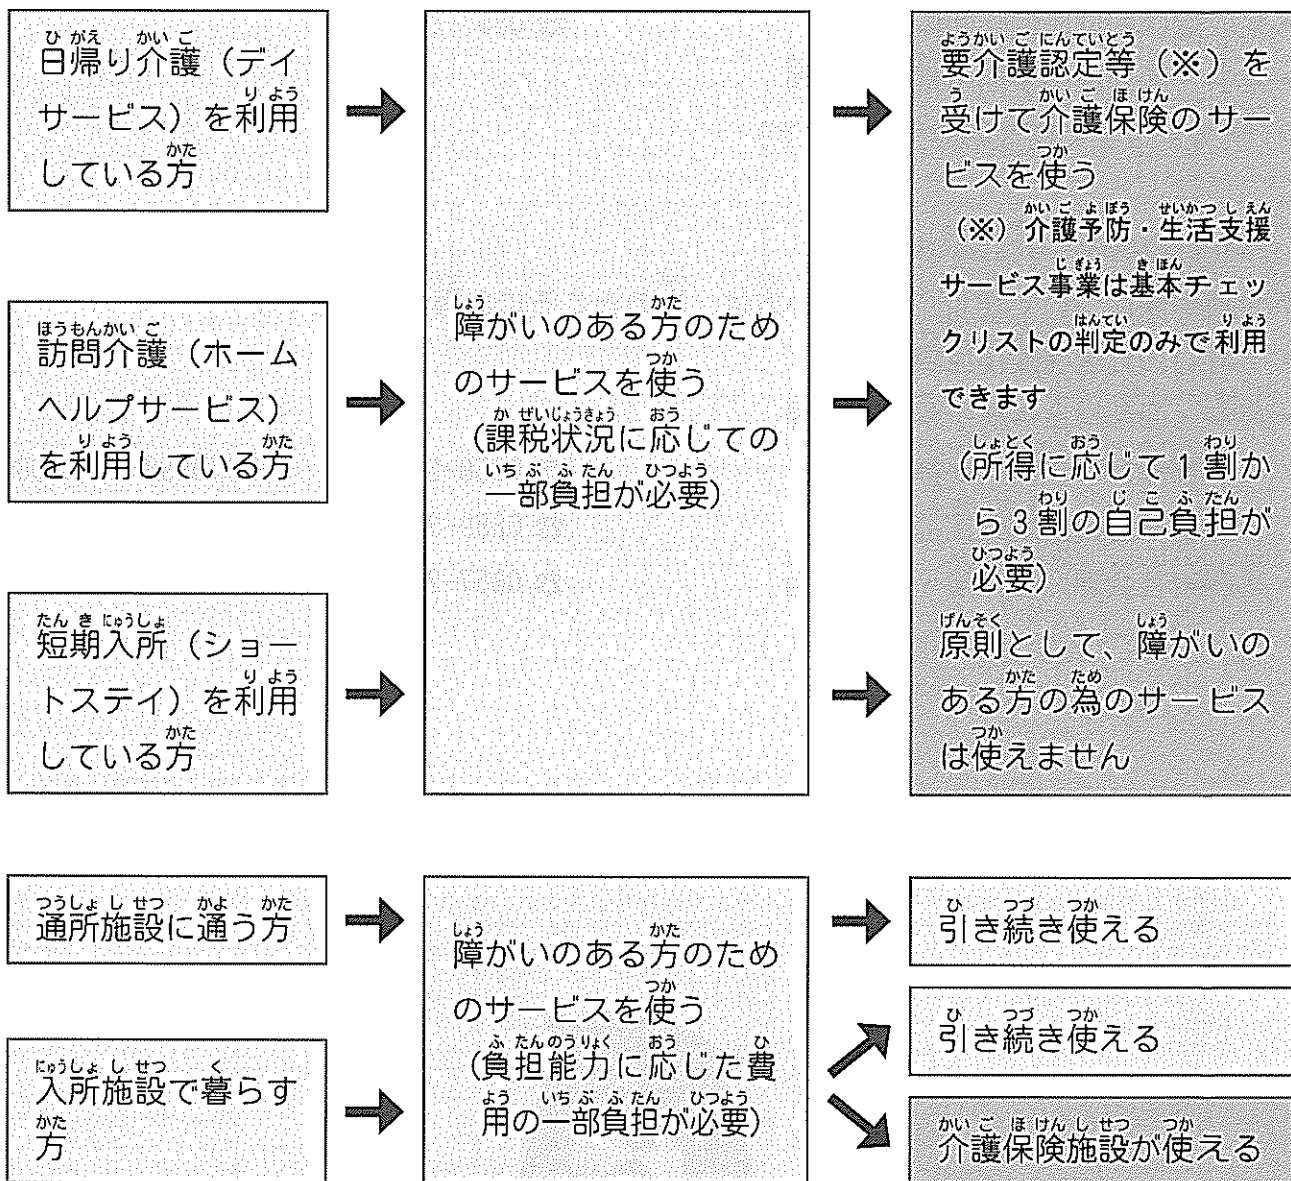 日帰り介護（デイ
サービス）を利用
している方
訪問介護（ホーム
ヘルプサービス）
を利用している方
短期入所（ショー
トステイ）を利用
している方
障がいのある方のため
のサービスを使う
（課税状況に応じての
一部負担が必要）
要介護認定等（※）を
受けて介護保険のサー
ビスを使う
（※）介護予防・生活支援
サービス事業は基本チェッ
クリストの判定のみで利用
できます
（所得に応じて1割か
ら3割の自己負担が
必要）
原則として、障がいの
ある方の為のサービス
は使えません
通所施設に通う方
入所施設で暮らす
方
障がいのある方のため
のサービスを使う
（負担能力に応じた費
用の一部負担が必要）
引き続き使える
引き続き使える
介護保険施設が使える